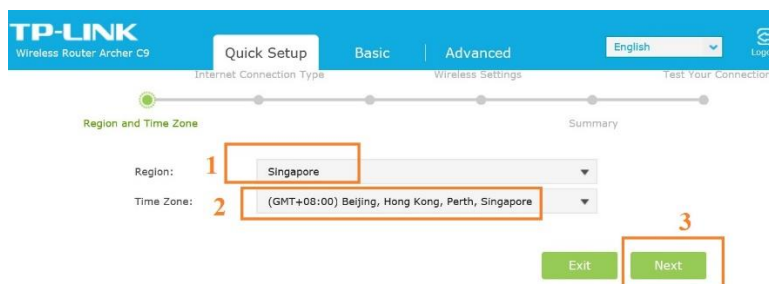 TP-LINK
Wireless Router Archer C9
Quick Setup
Basic
Advanced
English
Internet Connection Type
Wireless Settings
Test Your Connection
Region and Time Zone
Summary
Region:
1
Singapore
Time Zone:
2
(GMT+08:00) Beijing, Hong Kong, Perth, Singapore
3
Exit
Next